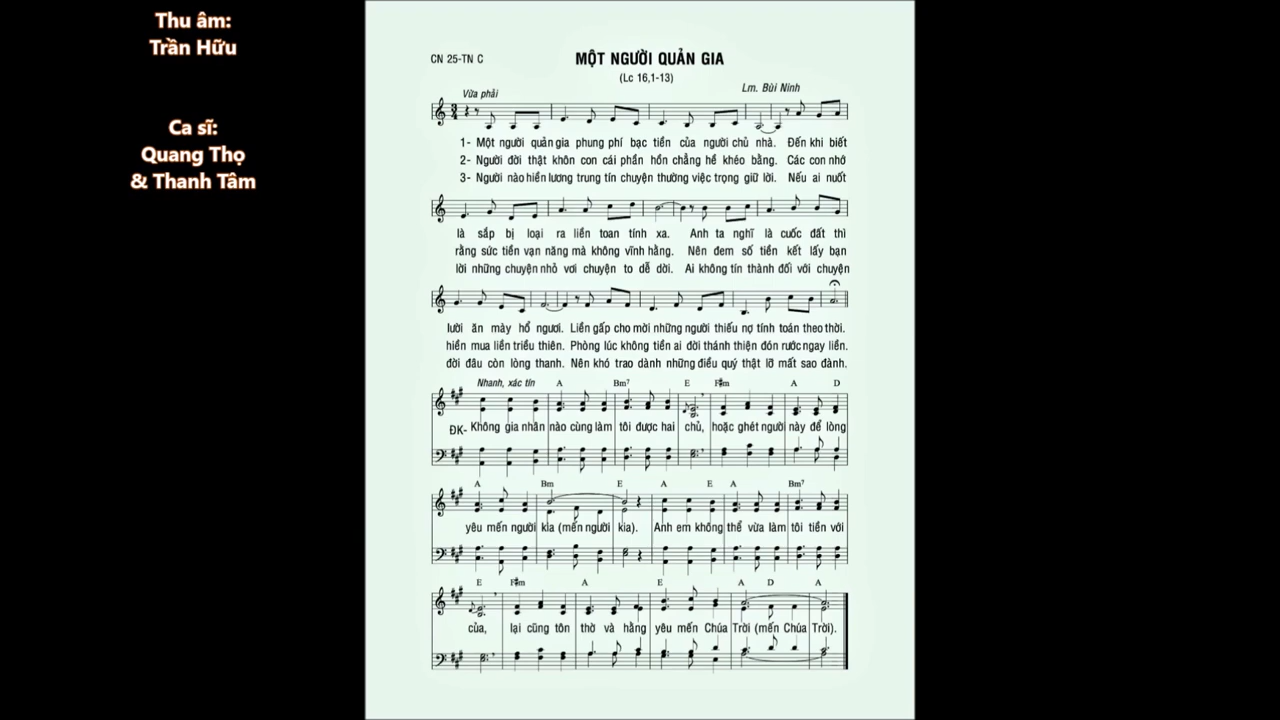 Thu âm:
Trần Hữu
Ca sĩ:
Quang Thọ
& Thanh Tâm
CN 25-TN C
MỘT NGƯỜI QUẢN GIA
(Lc 16,1-13)
Lm. Bùi Ninh
Vừa phải
1- Một người quản gia phung phí bạc tiền của người chủ nhà. Đến khi biết
2- Người đời thật khôn con cái phần hồn chẳng hề khéo bằng. Các con nhớ
3- Người nào hiền lương trung tín chuyện thường việc trọng giữ lời. Nếu ai nuốt
là sắp bị loại ra liền toan tính xa. Anh ta nghĩ là cuốc đất thì
rằng sức tiền vạn năng mà không vĩnh hằng. Nên đem số tiền kết lấy bạn
lời những chuyện nhỏ vơi chuyện to dễ dời. Ai không tín thành đối với chuyện
lười ăn mày hổ ngươi. Liền gấp cho mời những người thiếu nợ tính toán theo thời.
hiền mua liền triều thiên. Phòng lúc không tiền ai đời thánh thiện đón rước ngay liền.
đời đâu còn lòng thanh. Nên khó trao dành những điều quý thật lỡ mất sao đành.
Nhanh, xác tín A Bm7 E F#m A D
ĐK- Không gia nhân nào cùng làm tôi được hai chủ, hoặc ghét người này để lòng
A Bm E A E A Bm7
yêu mến người kia (mến người kia). Anh em không thể vừa làm tôi tiền với
E F#m A E A D A
của, lại cũng tôn thờ và hằng yêu mến Chúa Trời (mến Chúa Trời).